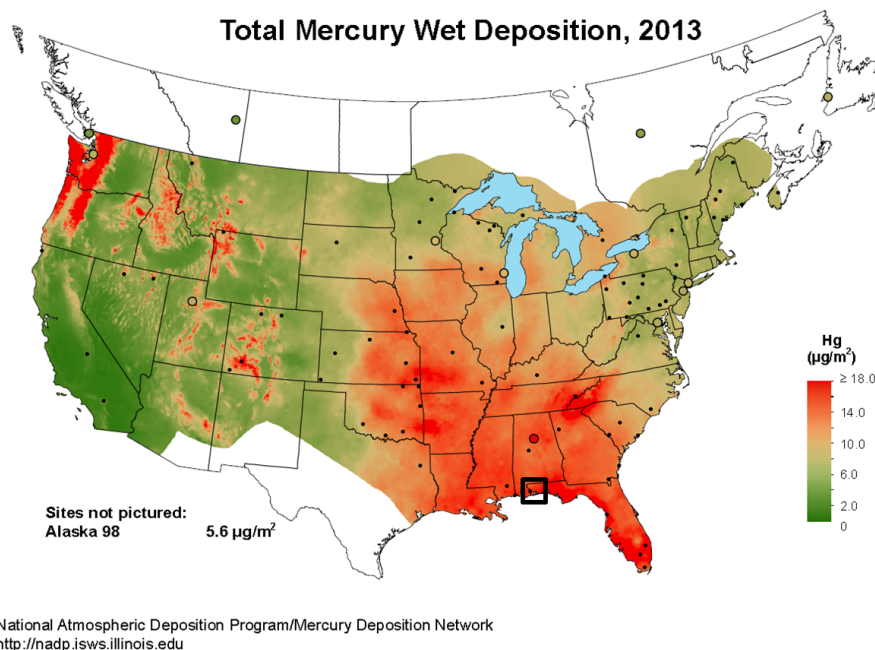 Total Mercury Wet Deposition, 2013
Hg
(µg/m²)
≥ 18.0
14.0
10.0
6.0
2.0
0
Sites not pictured:
Alaska 98 5.6 µg/m²
National Atmospheric Deposition Program/Mercury Deposition Network
http://nadp.isws.illinois.edu